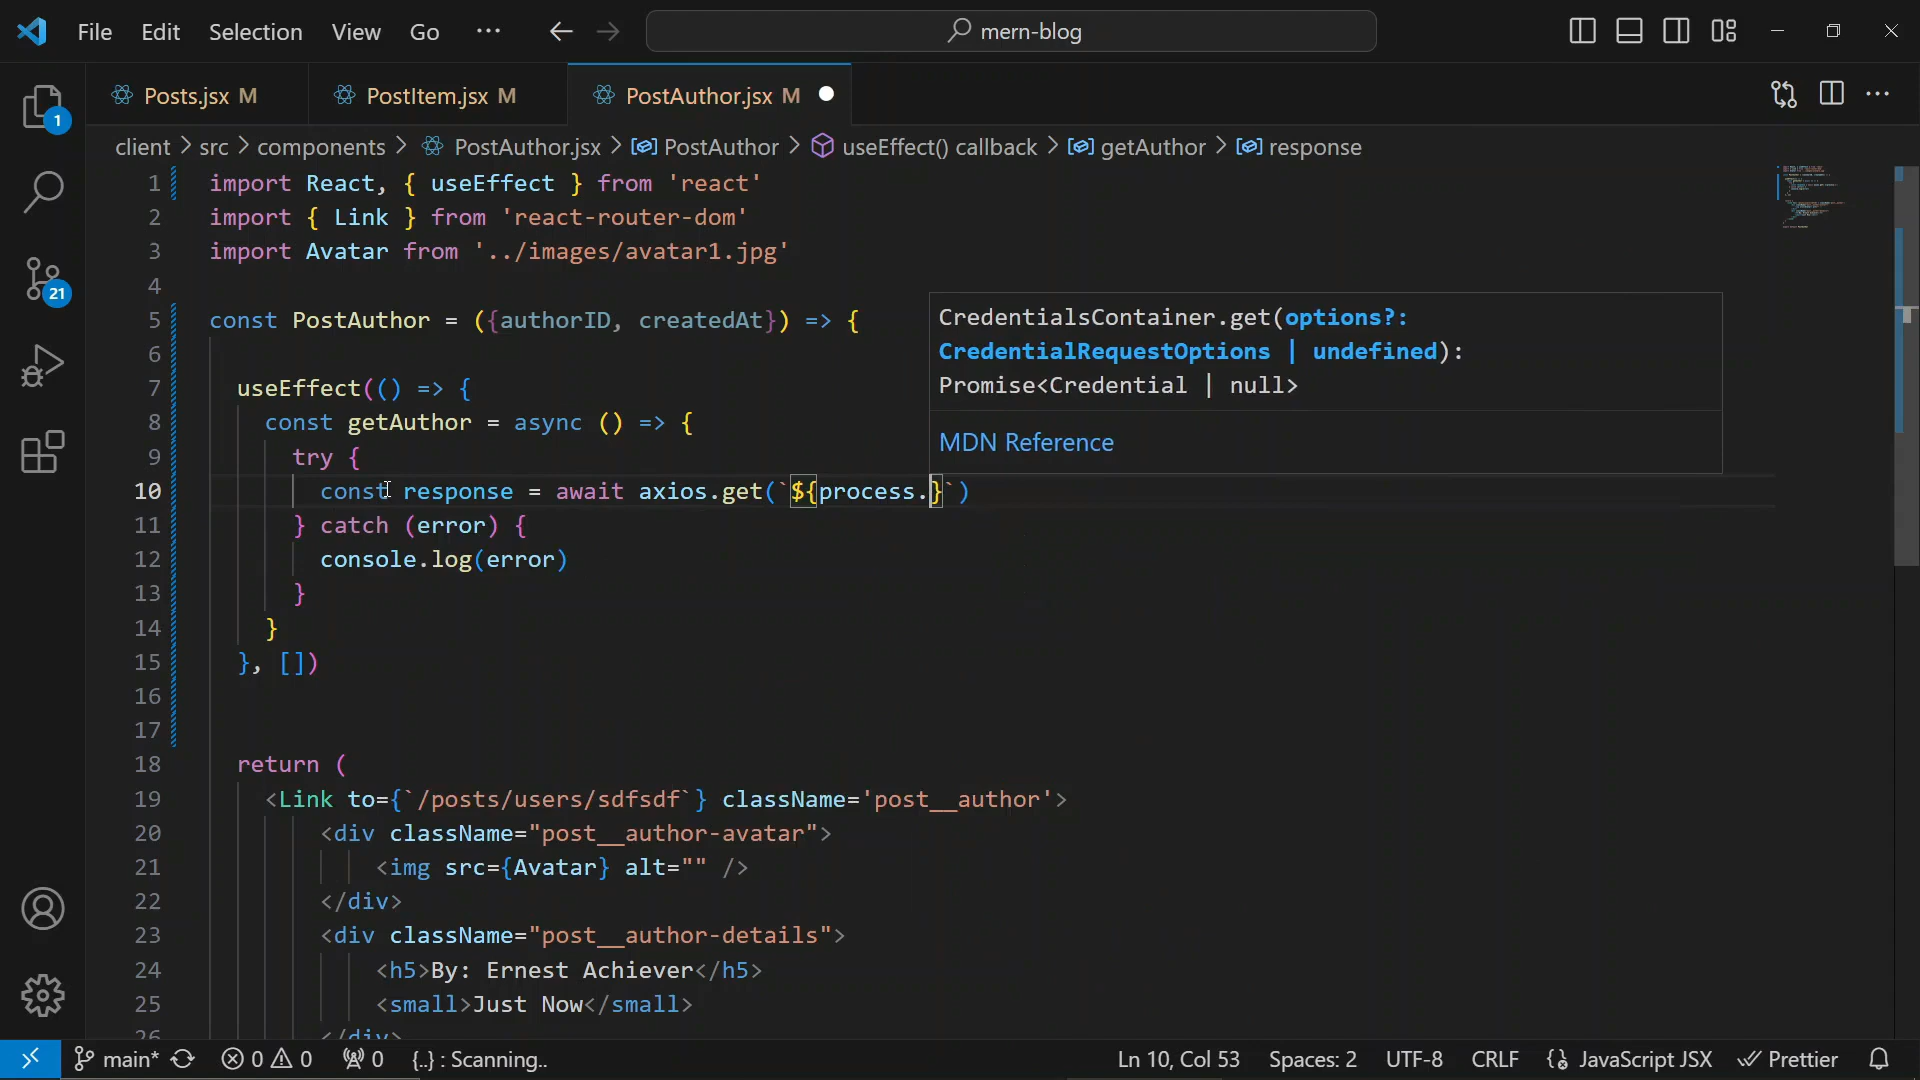 File Edit Selection View Go ··· mern-blog
Posts.jsx M PostItem.jsx M PostAuthor.jsx M
client > src > components > PostAuthor.jsx > PostAuthor > useEffect() callback > getAuthor > response
1 import React, { useEffect } from 'react'
2 import { Link } from 'react-router-dom'
3 import Avatar from '../images/avatar1.jpg'
4
5 const PostAuthor = ({authorID, createdAt}) => {
6
7 useEffect(() => {
8 const getAuthor = async () => {
9 try {
10 const response = await axios.get(`${process.}`)
11 } catch (error) {
12 console.log(error)
13 }
14 }
15 }, [])
16
17
18 return (
19 <Link to={`/posts/users/sdfsdf`} className='post__author'>
20 <div className="post__author-avatar">
21 <img src={Avatar} alt="" />
22 </div>
23 <div className="post__author-details">
24 <h5>By: Ernest Achiever</h5>
25 <small>Just Now</small>
26 </div>
CredentialsContainer.get(options?:
CredentialRequestOptions | undefined):
Promise<Credential | null>
MDN Reference
1
21
main* 0 0 0 {..} : Scanning.. Ln 10, Col 53 Spaces: 2 UTF-8 CRLF JavaScript JSX Prettier